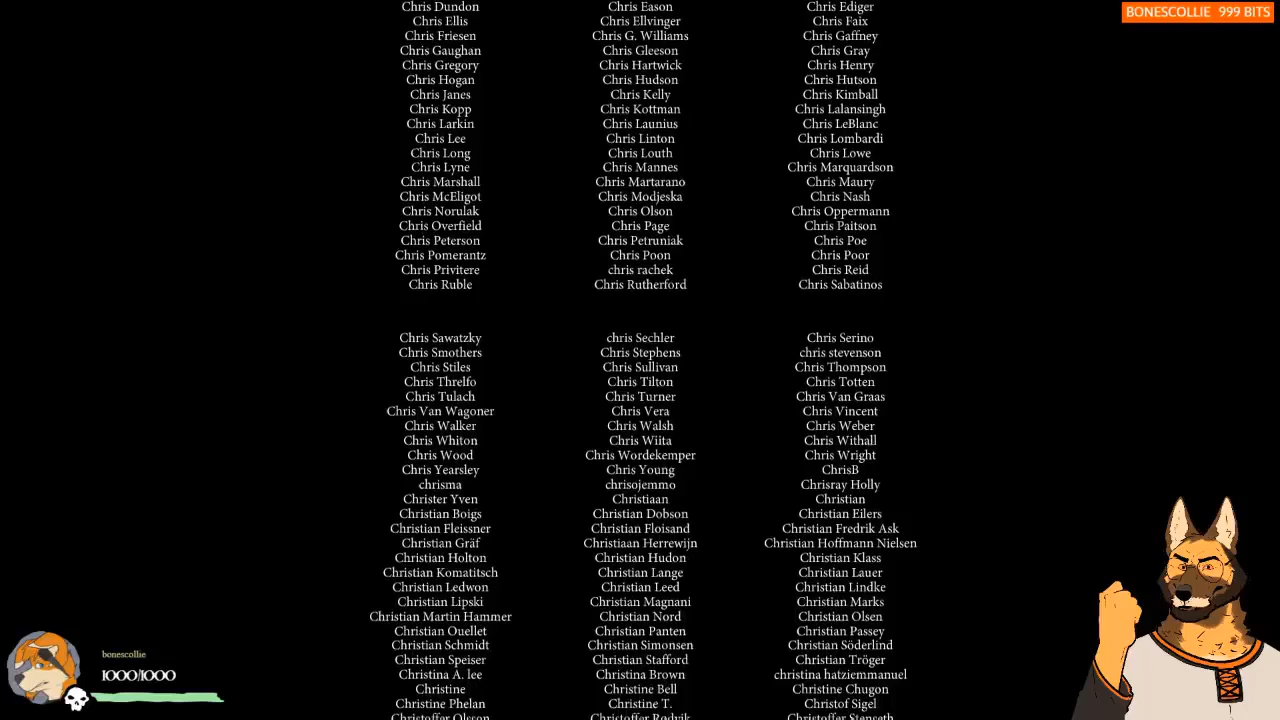 BONESCOLLIE 999 BITS
Chris Dundon Chris Eason Chris Ediger
Chris Ellis Chris Ellvinger Chris Faix
Chris Friesen Chris G. Williams Chris Gaffney
Chris Gaughan Chris Gleeson Chris Gray
Chris Gregory Chris Hartwick Chris Henry
Chris Hogan Chris Hudson Chris Hutson
Chris Janes Chris Kelly Chris Kimball
Chris Kopp Chris Kottman Chris Lalansingh
Chris Larkin Chris Launius Chris LeBlanc
Chris Lee Chris Linton Chris Lombardi
Chris Long Chris Louth Chris Lowe
Chris Lyne Chris Mannes Chris Marquardson
Chris Marshall Chris Martarano Chris Maury
Chris McEligot Chris Modjeska Chris Nash
Chris Norulak Chris Olson Chris Oppermann
Chris Overfield Chris Page Chris Paitson
Chris Peterson Chris Petruniak Chris Poe
Chris Pomerantz Chris Poon Chris Poor
Chris Privitere chris rachek Chris Reid
Chris Ruble Chris Rutherford Chris Sabatinos
Chris Sawatzky chris Sechler Chris Serino
Chris Smothers Chris Stephens chris stevenson
Chris Stiles Chris Sullivan Chris Thompson
Chris Threlfo Chris Tilton Chris Totten
Chris Tulach Chris Turner Chris Van Graas
Chris Van Wagoner Chris Vera Chris Vincent
Chris Walker Chris Walsh Chris Weber
Chris Whiton Chris Wiita Chris Withall
Chris Wood Chris Wordekemper Chris Wright
Chris Yearsley Chris Young ChrisB
chrisma chrisojemmo Chrisray Holly
Christer Yven Christiaan Christian
Christian Boigs Christian Dobson Christian Eilers
Christian Fleissner Christian Floisand Christian Fredrik Ask
Christian Gräf Christiaan Herrewijn Christian Hoffmann Nielsen
Christian Holton Christian Hudon Christian Klass
Christian Komatitsch Christian Lange Christian Lauer
Christian Ledwon Christian Leed Christian Lindke
Christian Lipski Christian Magnani Christian Marks
Christian Martin Hammer Christian Nord Christian Olsen
Christian Ouellet Christian Panten Christian Passey
Christian Schmidt Christian Simonsen Christian Söderlind
Christian Speiser Christian Stafford Christian Tröger
Christina A. lee Christina Brown christina hatziemmanuel
Christine Christine Bell Christine Chugon
Christine Phelan Christine T. Christof Sigel
Christoffer Olsson Christoffer Rødvik Christoffer Stenseth
bonescollie
1000/1000